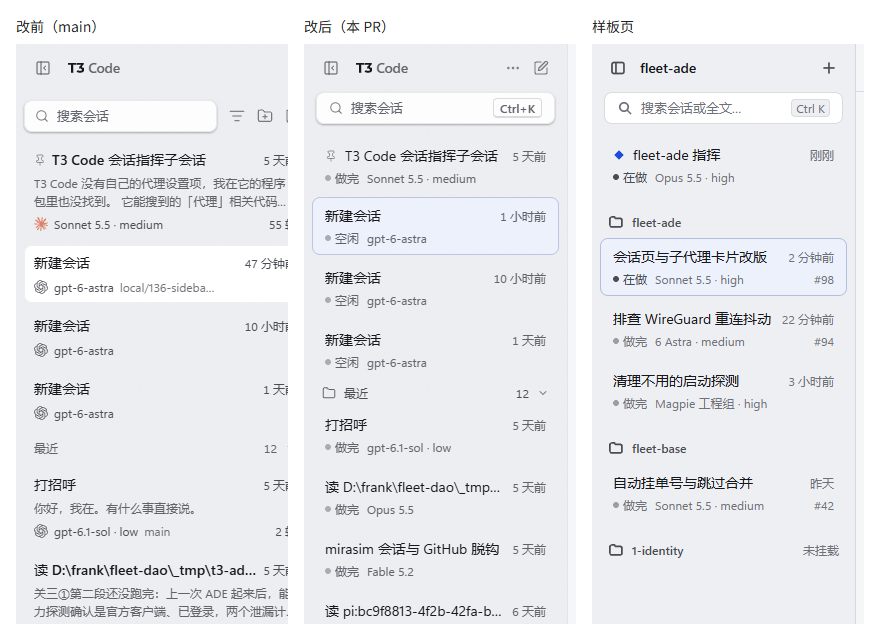 改前（main）
T3 Code
搜索会话
T3 Code 会话指挥子会话 5天前
T3 Code 没有自己的代理设置项，我在它的程序
包里也没找到。 它能搜到的「代理」相关代码...
Sonnet 5.5 · medium 55
新建会话 47 分钟前
gpt-6-astra local/136-sideba...
新建会话 10 小时前
gpt-6-astra
新建会话 1 天前
gpt-6-astra
最近 12
打招呼 5天前
你好，我在。有什么事直接说。
gpt-6.1-sol · low main 2
读 D:\frank\fleet-dao\_tmp\t3-ad... 5天前
关三①第二段还没跑完：上一次 ADE 起来后，能
力探测确认是官方客户端、已登录，两个泄漏计.
改后（本 PR）
T3 Code
搜索会话 Ctrl+K
T3 Code 会话指挥子会话 5天前
做完 Sonnet 5.5 · medium
新建会话 1 小时前
空闲 gpt-6-astra
新建会话 10 小时前
空闲 gpt-6-astra
新建会话 1 天前
空闲 gpt-6-astra
最近 12
打招呼 5天前
做完 gpt-6.1-sol · low
读 D:\frank\fleet-dao\_tmp... 5天前
做完 Opus 5.5
mirasim 会话与 GitHub 脱钩 5天前
做完 Fable 5.2
读 pi:bc9f8813-4f2b-42fa-b... 6天前
样板页
fleet-ade
搜索会话或全文... Ctrl K
fleet-ade 指挥 刚刚
在做 Opus 5.5 · high
fleet-ade
会话页与子代理卡片改版 2 分钟前
在做 Sonnet 5.5 · high #98
排查 WireGuard 重连抖动 22 分钟前
做完 6 Astra · medium #94
清理不用的启动探测 3 小时前
做完 Magpie 工程组 · high
fleet-base
自动挂单号与跳过合并 昨天
做完 Sonnet 5.5 · medium #42
1-identity 未挂载